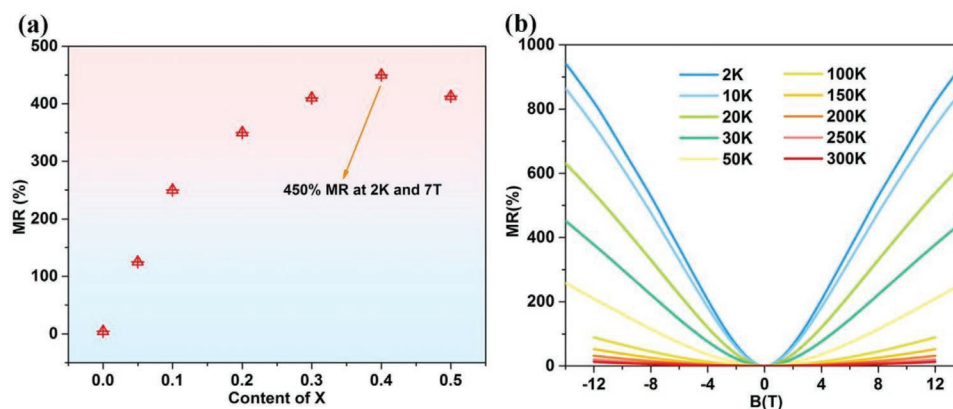 (a)
MR (%)
500
400
300
200
100
0
450% MR at 2K and 7T
0.0 0.1 0.2 0.3 0.4 0.5
Content of X
(b)
MR(%)
1000
800
600
400
200
0
2K 100K
10K 150K
20K 200K
30K 250K
50K 300K
-12 -8 -4 0 4 8 12
B(T)